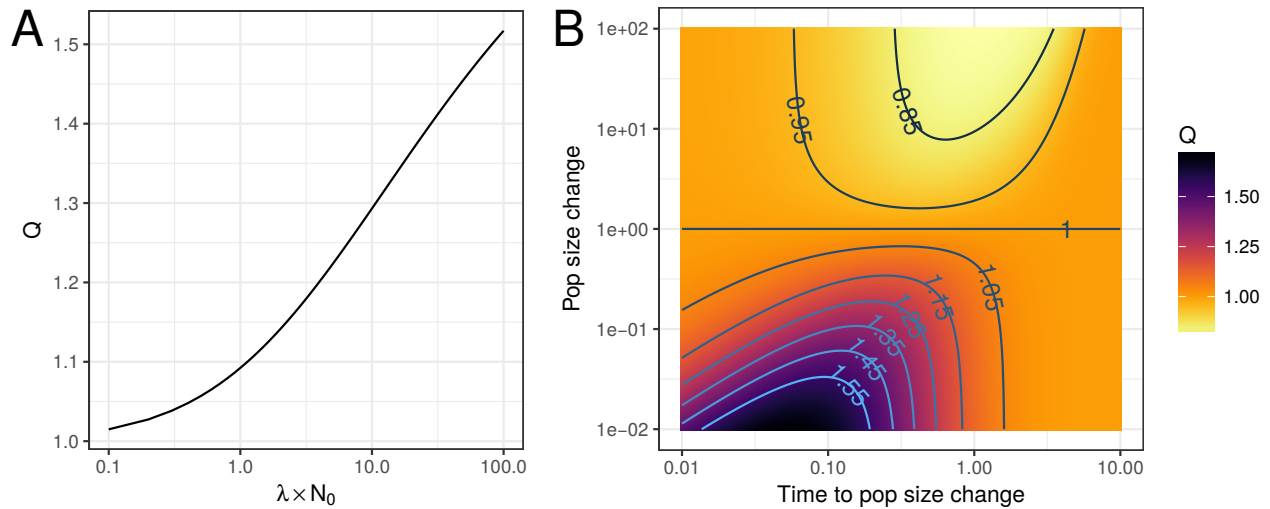 A
Q
1.5
1.4
1.3
1.2
1.1
1.0
0.1
1.0
10.0
100.0
λ × N₀
B
Pop size change
1e+02
1e+01
1e+00
1e-01
1e-02
0.95
0.85
1
1.05
1.15
1.25
1.35
1.45
1.55
0.01
0.10
1.00
10.00
Time to pop size change
Q
1.50
1.25
1.00